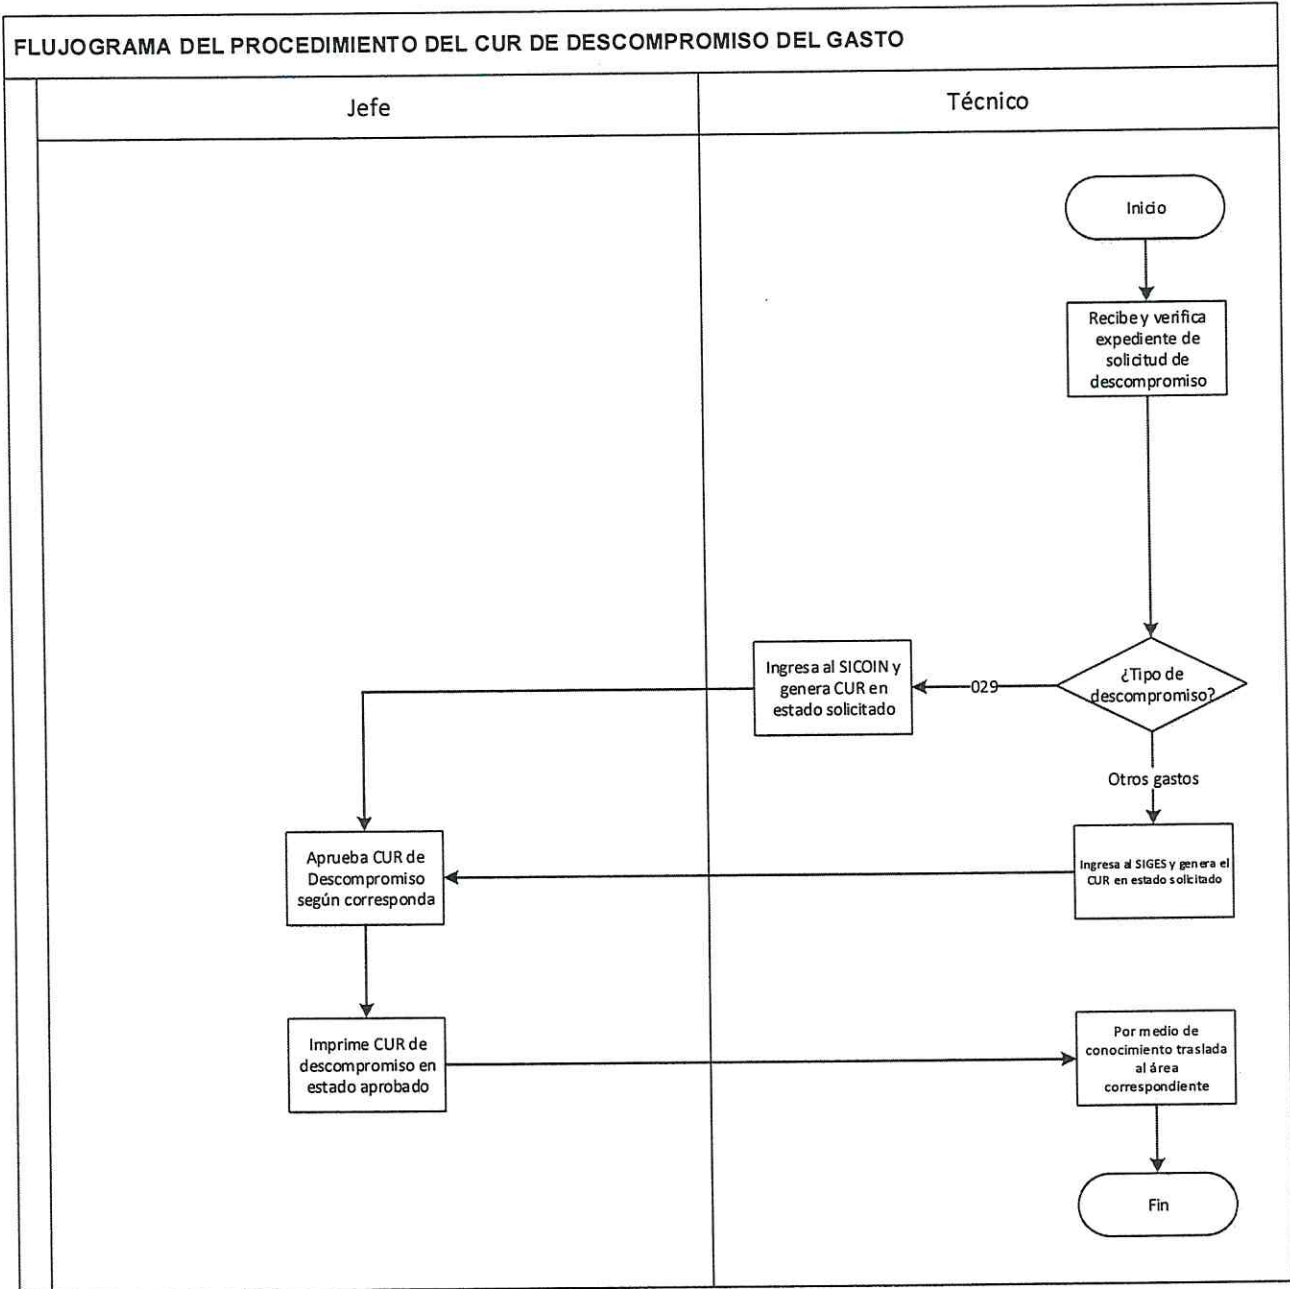 FLUJOGRAMA DEL PROCEDIMIENTO DEL CUR DE DESCOMPROMISO DEL GASTO
Jefe
Técnico
Inicio
Recibe y verifica
expediente de
solicitud de
descompromiso
¿Tipo de
descompromiso?
029
Ingresa al SICOIN y
genera CUR en
estado solicitado
Otros gastos
Ingresa al SIGES y genera el
CUR en estado solicitado
Aprueba CUR de
Descompromiso
según corresponda
Imprime CUR de
descompromiso en
estado aprobado
Por medio de
conocimiento traslada
al área
correspondiente
Fin